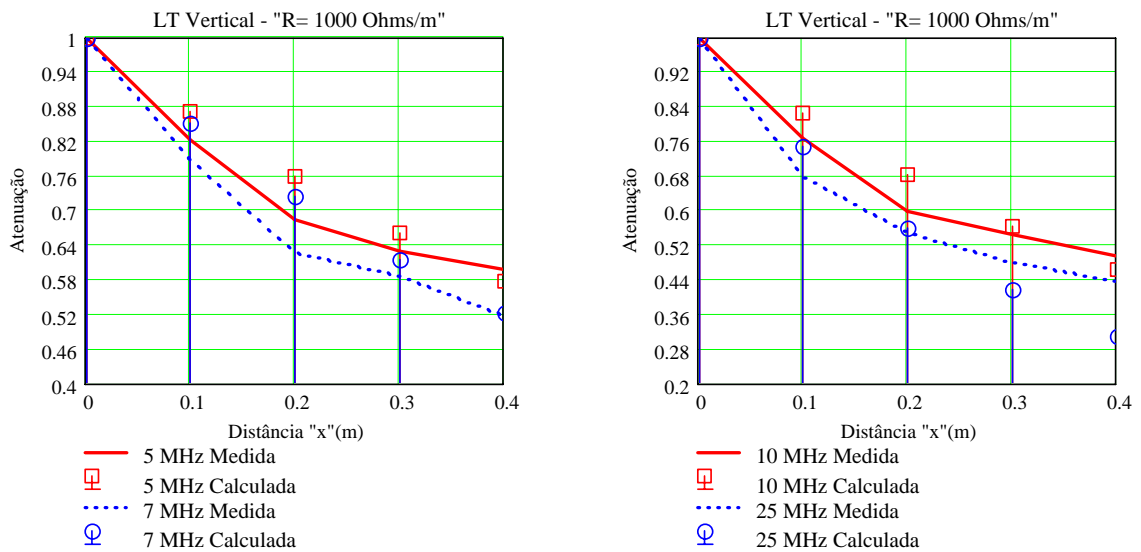 LT Vertical - "R= 1000 Ohms/m"
1
0.94
0.88
0.82
0.76
0.7
0.64
0.58
0.52
0.46
0.4
Atenuação
0 0.1 0.2 0.3 0.4
Distância "x"(m)
5 MHz Medida
5 MHz Calculada
7 MHz Medida
7 MHz Calculada
LT Vertical - "R= 1000 Ohms/m"
1
0.92
0.84
0.76
0.68
0.6
0.52
0.44
0.36
0.28
0.2
Atenuação
0 0.1 0.2 0.3 0.4
Distância "x"(m)
10 MHz Medida
10 MHz Calculada
25 MHz Medida
25 MHz Calculada